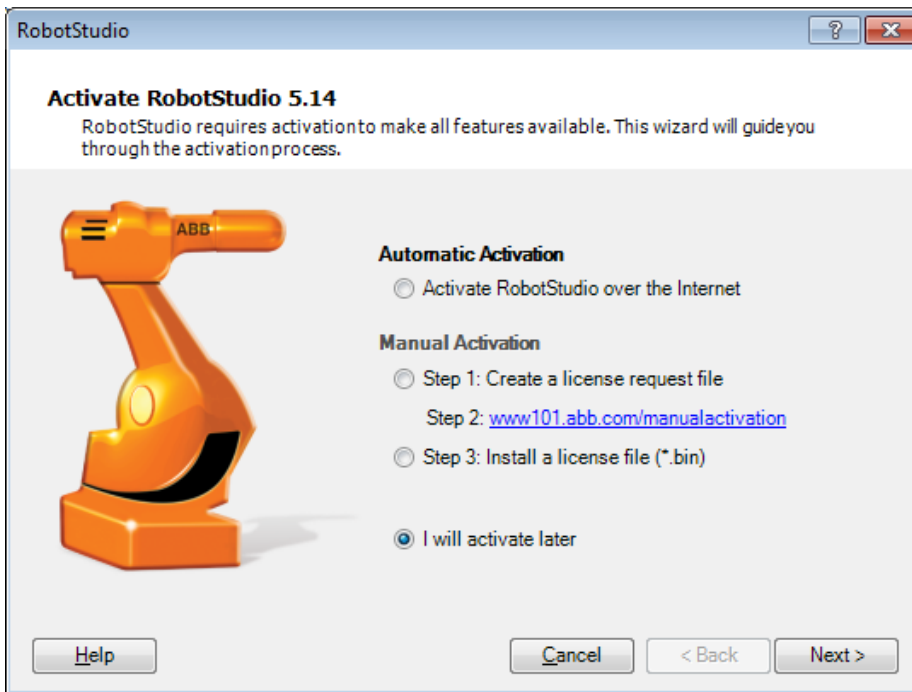 RobotStudio
Activate RobotStudio 5.14
RobotStudio requires activation to make all features available. This wizard will guide you
through the activation process.
ABB
Automatic Activation
Activate RobotStudio over the Internet
Manual Activation
Step 1: Create a license request file
Step 2: www101.abb.com/manualactivation
Step 3: Install a license file (*.bin)
I will activate later
Help
Cancel
< Back
Next >